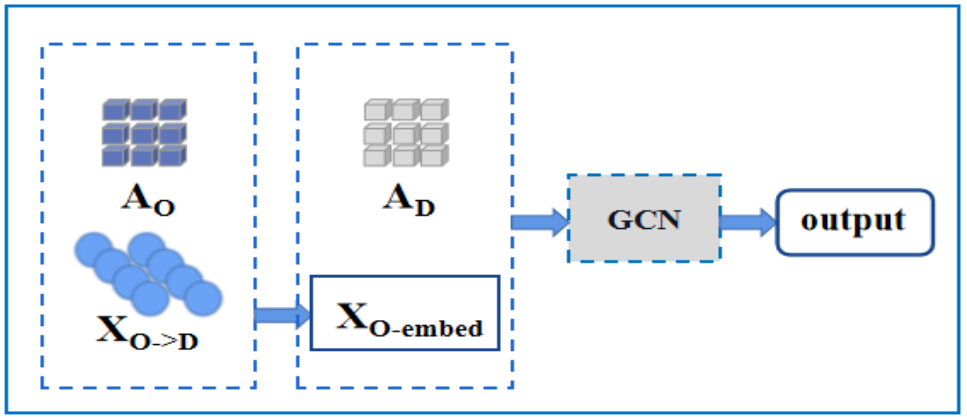 A_O
X_O->D
A_D
X_O-embed
GCN
output